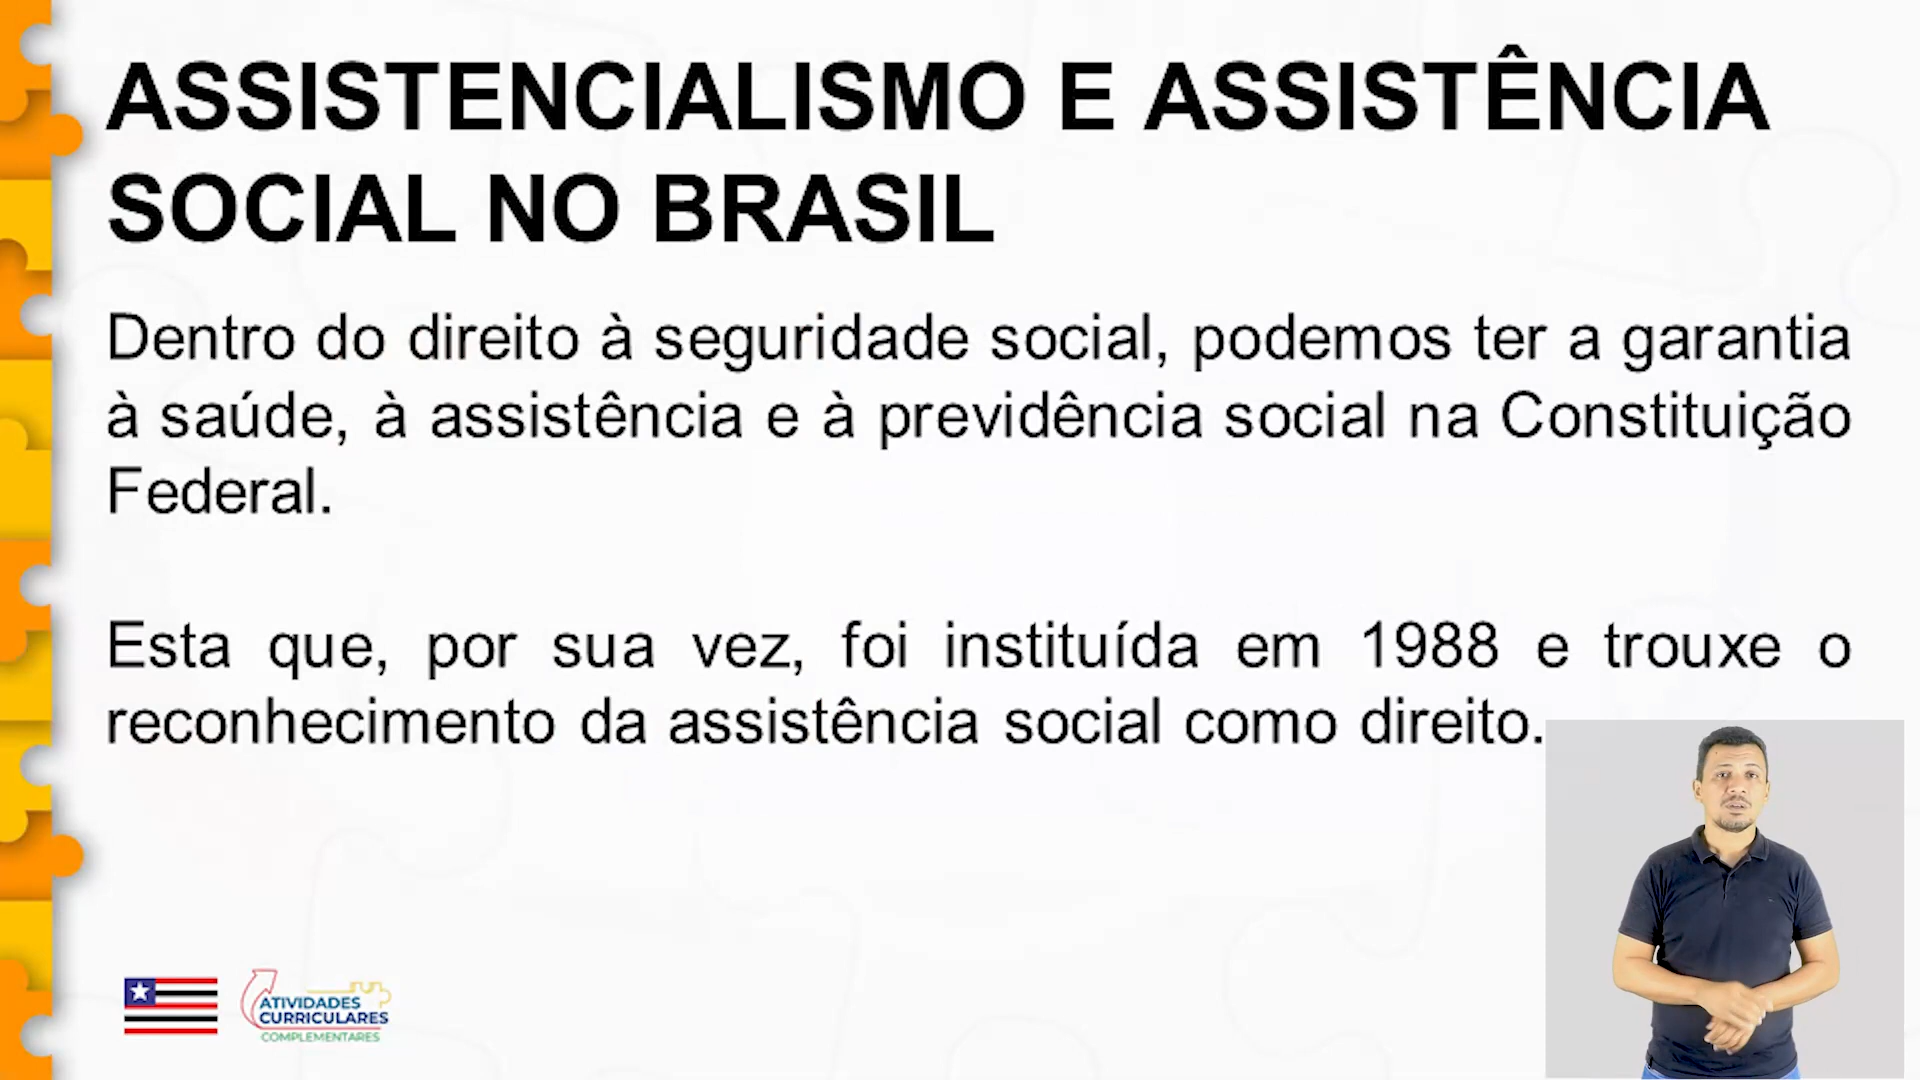 ASSISTENCIALISMO E ASSISTÊNCIA
SOCIAL NO BRASIL
Dentro do direito à seguridade social, podemos ter a garantia
à saúde, à assistência e à previdência social na Constituição
Federal.
Esta que, por sua vez, foi instituída em 1988 e trouxe o
reconhecimento da assistência social como direito.
ATIVIDADES
CURRICULARES
COMPLEMENTARES